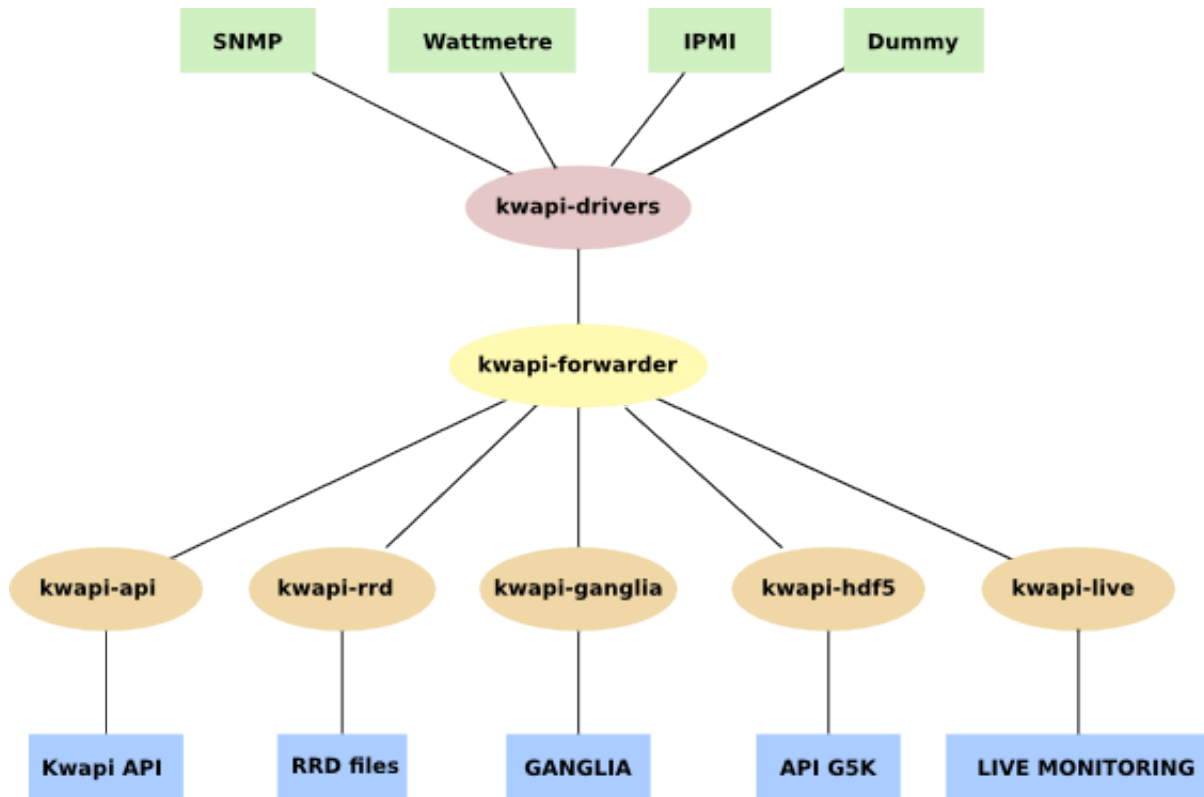 SNMP
Wattmetre
IPMI
Dummy
kwapi-drivers
kwapi-forwarder
kwapi-api
kwapi-rrd
kwapi-ganglia
kwapi-hdf5
kwapi-live
Kwapi API
RRD files
GANGLIA
API G5K
LIVE MONITORING